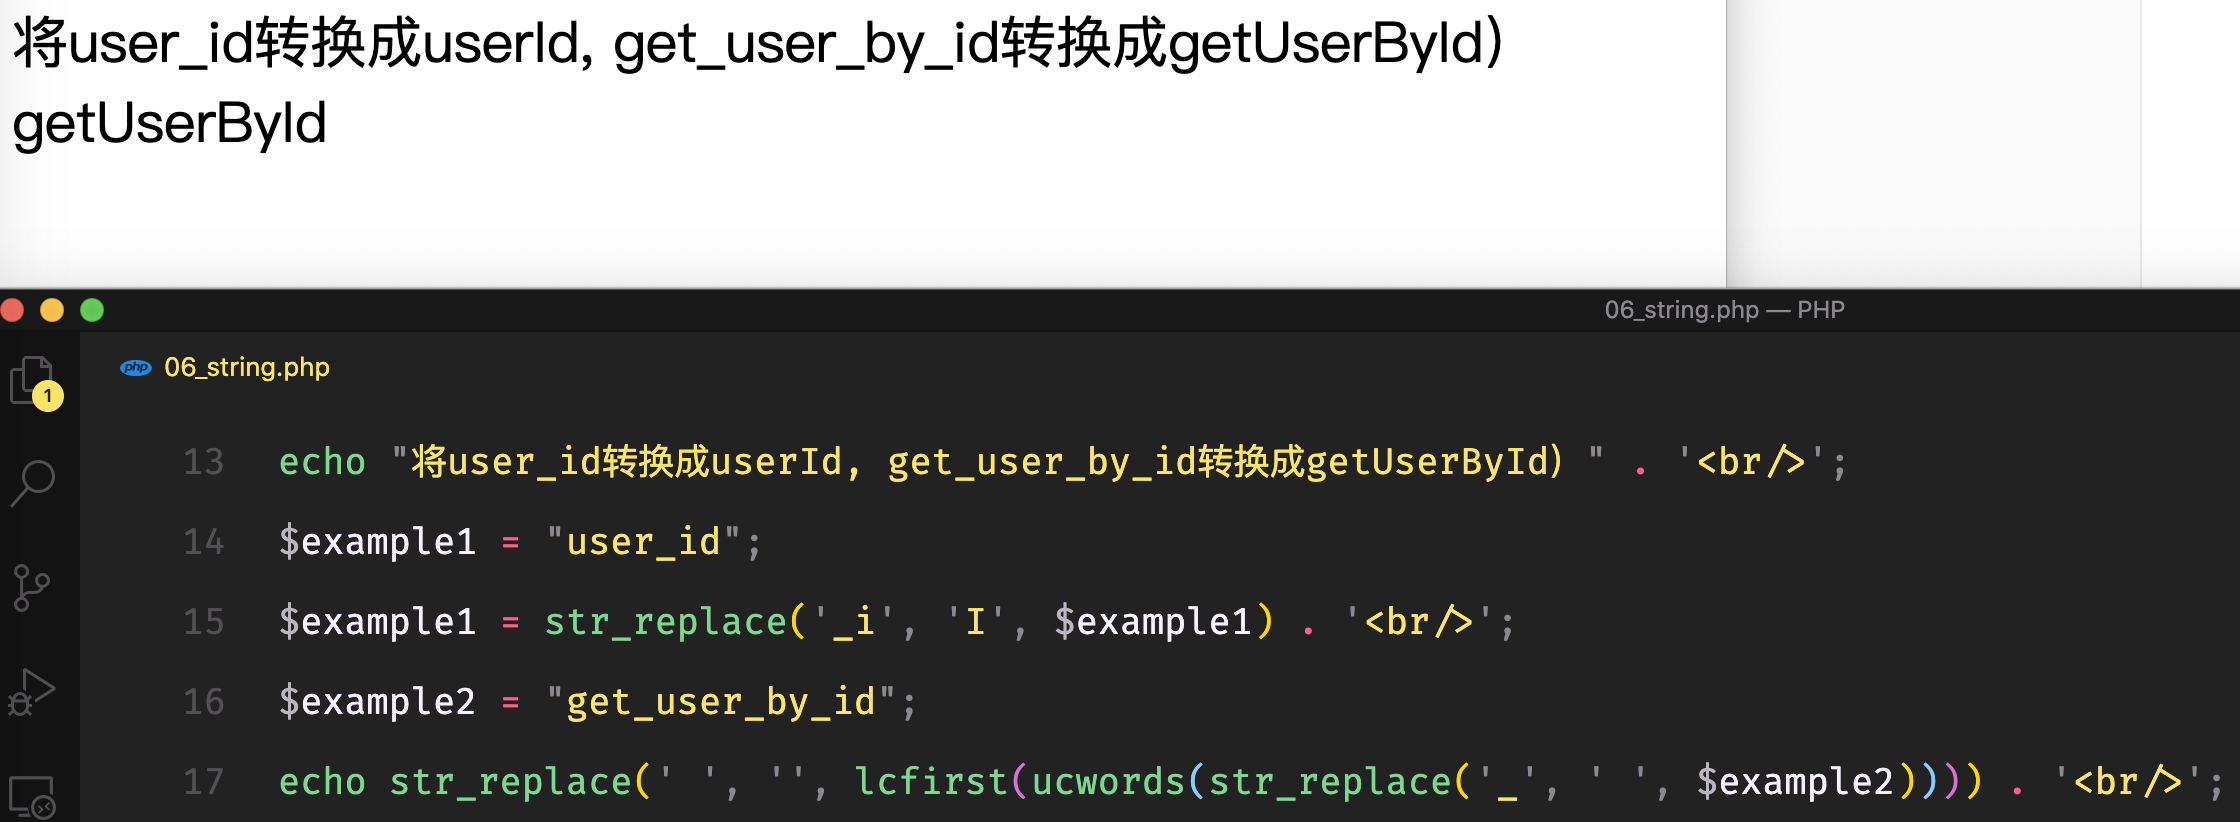 将user_id转换成userId, get_user_by_id转换成getUserById)
getUserById
06_string.php — PHP
php 06_string.php
1
13 echo "将user_id转换成userId, get_user_by_id转换成getUserById) " . '<br/>';
14 $example1 = "user_id";
15 $example1 = str_replace('_i', 'I', $example1) . '<br/>';
16 $example2 = "get_user_by_id";
17 echo str_replace(' ', '', lcfirst(ucwords(str_replace('_', ' ', $example2)))) . '<br/>';